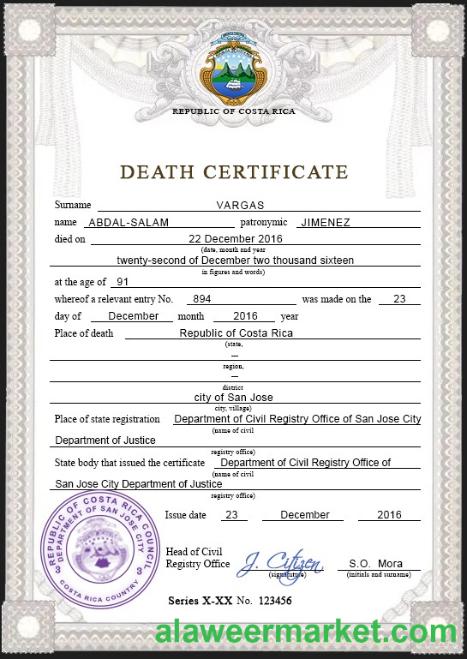 REPUBLIC OF COSTA RICA
DEATH CERTIFICATE
Surname VARGAS
name ABDAL-SALAM patronymic JIMENEZ
died on 22 December 2016
(date, month and year)
twenty-second of December two thousand sixteen
in figures and words)
at the age of 91
whereof a relevant entry No. 894 was made on the 23
day of December month 2016 year
Place of death Republic of Costa Rica
(state,
---
region,
---
district
city of San Jose
city, village)
Place of state registration Department of Civil Registry Office of San Jose City
(name of civil
Department of Justice
registry office)
State body that issued the certificate Department of Civil Registry Office of
(name of civil
San Jose City Department of Justice
registry office)
REPUBLIC OF COSTA RICA COUNCIL
DEPARTMENT OF SAN JOSE CITY
3 3
COSTA RICA COUNTRY
Issue date 23 December 2016
Head of Civil
Registry Office J. Citizen S.O. Mora
(signature) (initials and surname)
Series X-XX No. 123456
alaweermarket.com